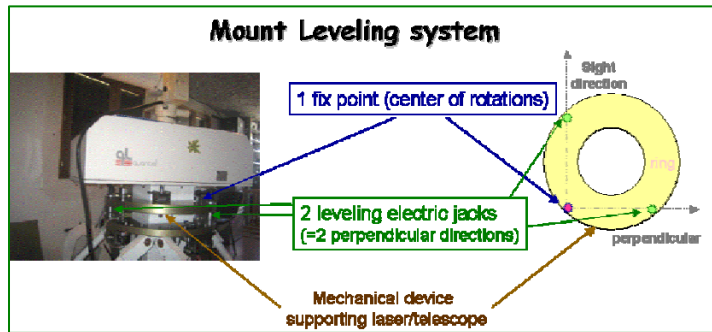 Mount Leveling system
Sight
direction
1 fix point (center of rotations)
ring
2 leveling electric jacks
(=2 perpendicular directions)
perpendicular
Mechanical device
supporting laser/telescope